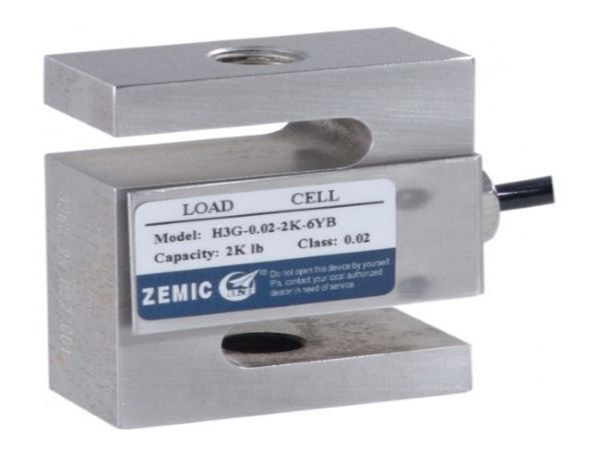 LOAD CELL
Model: H3G-0.02-2K-6YB
Capacity: 2K lb Class: 0.02
ZEMIC ®
Do not open this device by yourself
Pls. contact your local authorized
dealer in need of service.